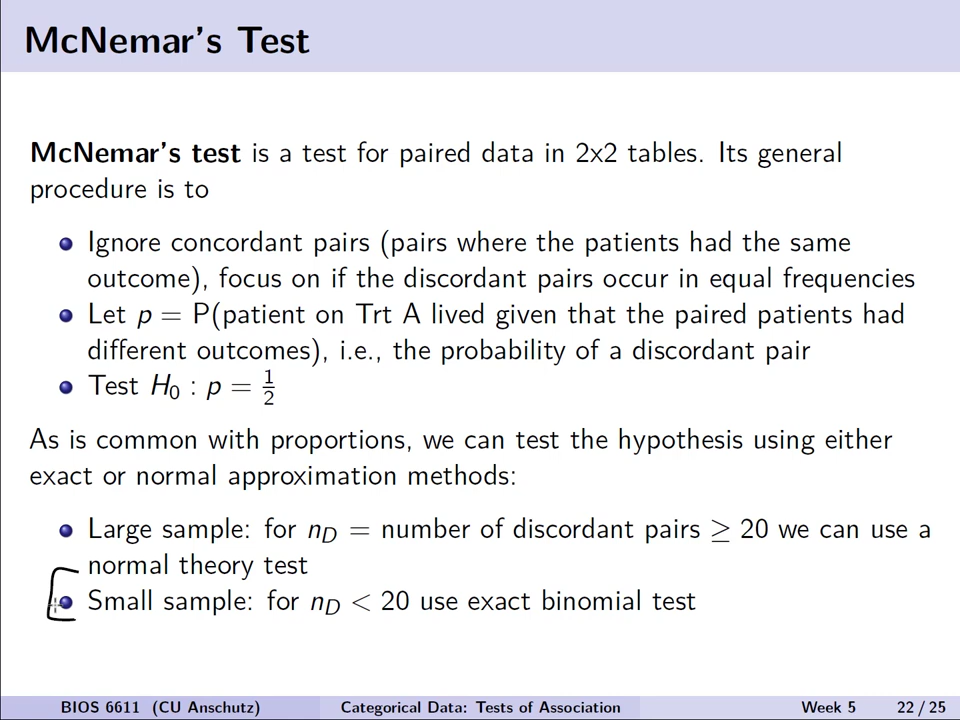 McNemar's Test
McNemar's test is a test for paired data in 2x2 tables. Its general
procedure is to
Ignore concordant pairs (pairs where the patients had the same
outcome), focus on if the discordant pairs occur in equal frequencies
Let p = P(patient on Trt A lived given that the paired patients had
different outcomes), i.e., the probability of a discordant pair
Test H₀ : p = 1/2
As is common with proportions, we can test the hypothesis using either
exact or normal approximation methods:
Large sample: for n_D = number of discordant pairs ≥ 20 we can use a
normal theory test
Small sample: for n_D < 20 use exact binomial test
BIOS 6611 (CU Anschutz) Categorical Data: Tests of Association Week 5 22 / 25